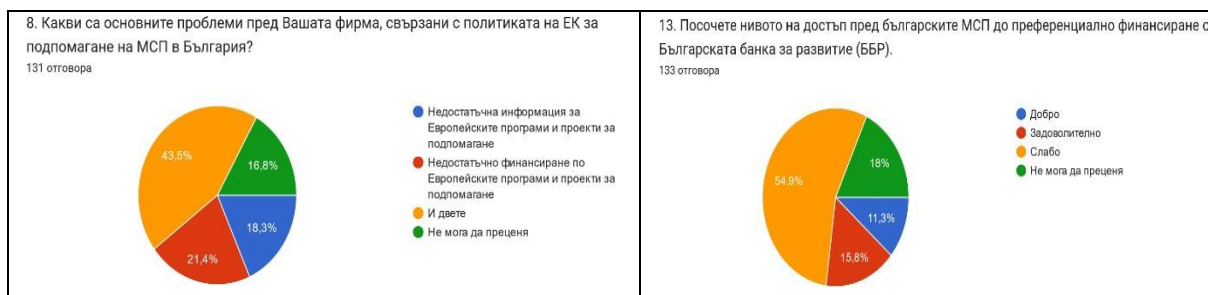 8. Какви са основните проблеми пред Вашата фирма, свързани с политиката на ЕК за
подпомагане на МСП в България?
131 отговора
43,5%
16,8%
18,3%
21,4%
Недостатъчна информация за
Европейските програми и проекти за
подпомагане
Недостатъчно финансиране по
Европейските програми и проекти за
подпомагане
И двете
Не мога да преценя
13. Посочете нивото на достъп пред българските МСП до преференциално финансиране о
Българската банка за развитие (ББР).
133 отговора
54,9%
18%
11,3%
15,8%
Добро
Задоволително
Слабо
Не мога да преценя